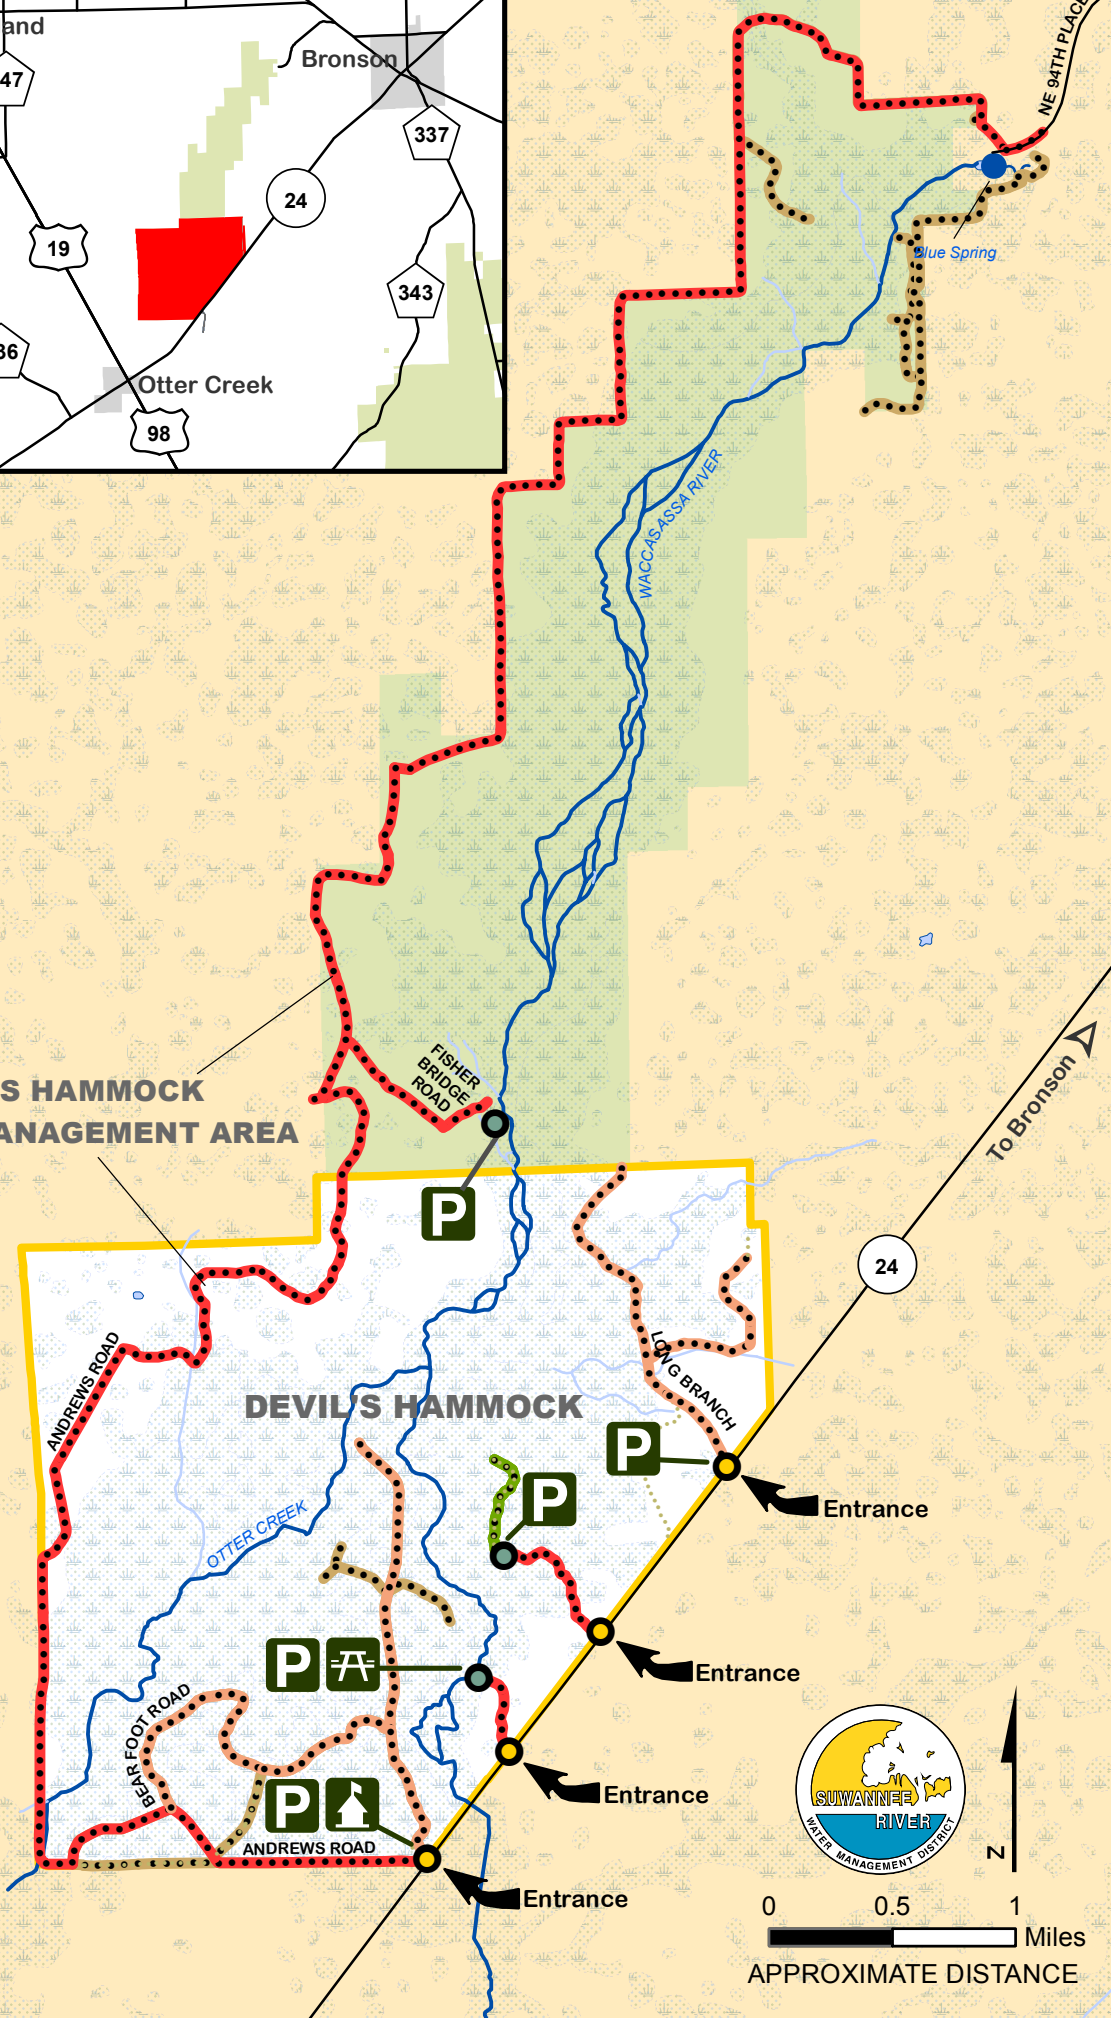 and
47
Bronson
337
24
19
343
36
Otter Creek
98
NE 94TH PLACE
Blue Spring
WACCASASSA RIVER
FISHER
BRIDGE
ROAD
S HAMMOCK
ANAGEMENT AREA
P
To Bronson
24
ANDREWS ROAD
LONG BRANCH
DEVIL'S HAMMOCK
P
P
Entrance
OTTER CREEK
Entrance
P
BEAR FOOT ROAD
Entrance
P
ANDREWS ROAD
Entrance
SUWANNEE
RIVER
WATER MANAGEMENT DISTRICT
N
0 0.5 1
Miles
APPROXIMATE DISTANCE